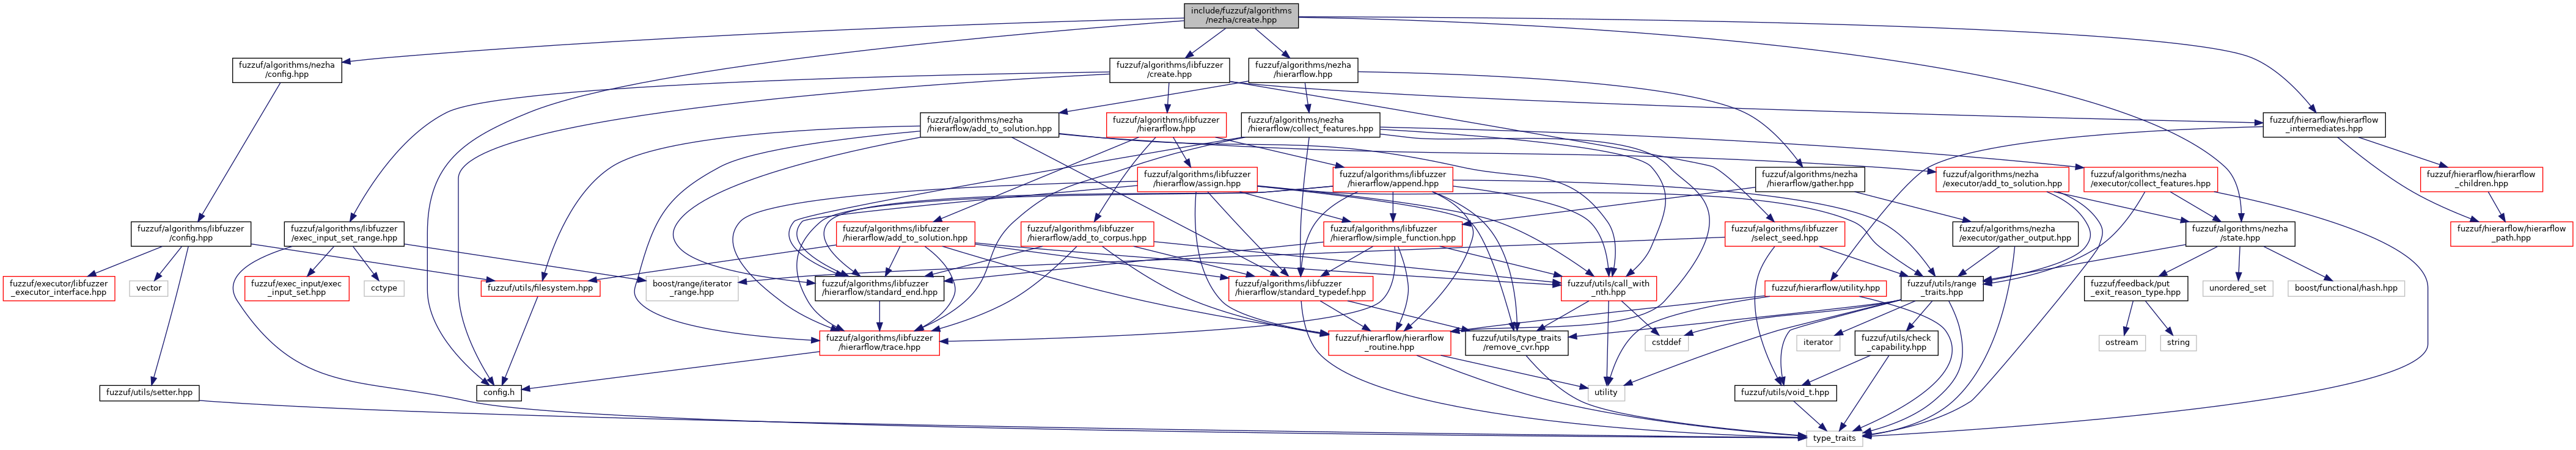 include/fuzzuf/algorithms
/nezha/create.hpp
fuzzuf/algorithms/nezha
/config.hpp
fuzzuf/algorithms/libfuzzer
/create.hpp
fuzzuf/algorithms/nezha
/hierarflow.hpp
fuzzuf/algorithms/nezha
/hierarflow/add_to_solution.hpp
fuzzuf/algorithms/libfuzzer
/hierarflow.hpp
fuzzuf/algorithms/nezha
/hierarflow/collect_features.hpp
fuzzuf/hierarflow/hierarflow
_intermediates.hpp
fuzzuf/algorithms/libfuzzer
/hierarflow/assign.hpp
fuzzuf/algorithms/libfuzzer
/hierarflow/append.hpp
fuzzuf/algorithms/nezha
/hierarflow/gather.hpp
fuzzuf/algorithms/nezha
/executor/add_to_solution.hpp
fuzzuf/algorithms/nezha
/executor/collect_features.hpp
fuzzuf/hierarflow/hierarflow
_children.hpp
fuzzuf/algorithms/libfuzzer
/config.hpp
fuzzuf/algorithms/libfuzzer
/exec_input_set_range.hpp
fuzzuf/algorithms/libfuzzer
/hierarflow/add_to_solution.hpp
fuzzuf/algorithms/libfuzzer
/hierarflow/add_to_corpus.hpp
fuzzuf/algorithms/libfuzzer
/hierarflow/simple_function.hpp
fuzzuf/algorithms/libfuzzer
/select_seed.hpp
fuzzuf/algorithms/nezha
/executor/gather_output.hpp
fuzzuf/algorithms/nezha
/state.hpp
fuzzuf/hierarflow/hierarflow
_path.hpp
fuzzuf/executor/libfuzzer
_executor_interface.hpp
vector
fuzzuf/exec_input/exec
_input_set.hpp
cctype
fuzzuf/utils/filesystem.hpp
boost/range/iterator
_range.hpp
fuzzuf/algorithms/libfuzzer
/hierarflow/standard_end.hpp
fuzzuf/algorithms/libfuzzer
/hierarflow/standard_typedef.hpp
fuzzuf/utils/call_with
_nth.hpp
fuzzuf/hierarflow/utility.hpp
fuzzuf/utils/range
_traits.hpp
fuzzuf/feedback/put
_exit_reason_type.hpp
unordered_set
boost/functional/hash.hpp
fuzzuf/algorithms/libfuzzer
/hierarflow/trace.hpp
fuzzuf/hierarflow/hierarflow
_routine.hpp
fuzzuf/utils/type_traits
/remove_cvr.hpp
cstddef
iterator
fuzzuf/utils/check
_capability.hpp
ostream
string
fuzzuf/utils/setter.hpp
config.h
utility
fuzzuf/utils/void_t.hpp
type_traits